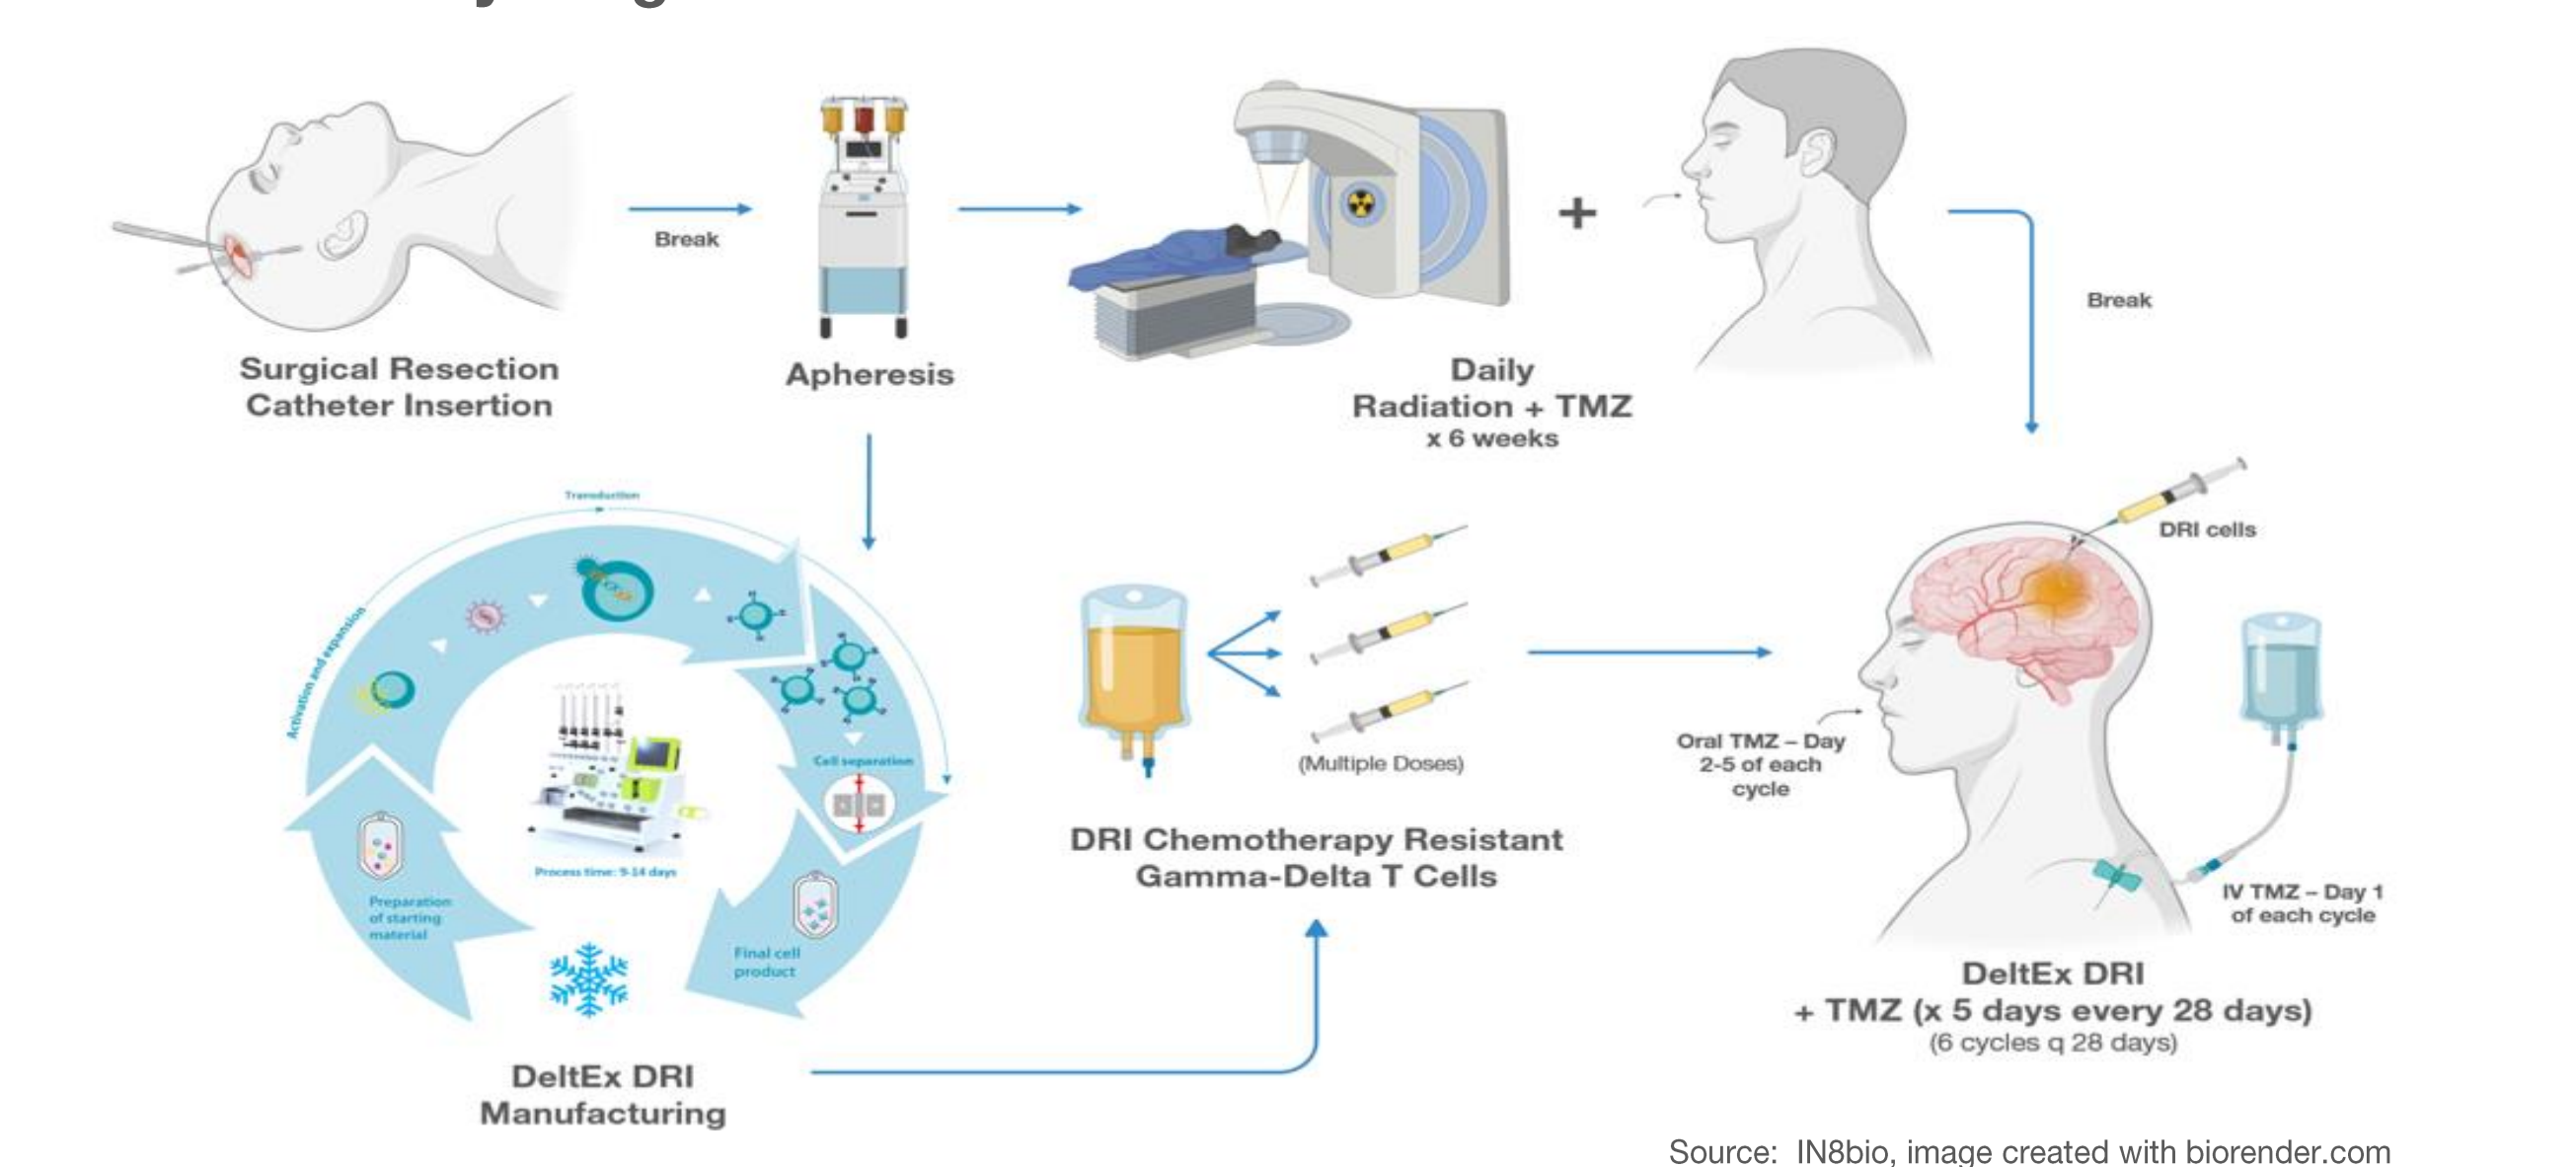 Surgical Resection
Catheter Insertion
Break
Apheresis
Daily
Radiation + TMZ
x 6 weeks
Break
Transduction
Activation and expansion
Cell separation
Process time: 9-14 days
Preparation
of starting
material
Final cell
product
DeltEx DRI
Manufacturing
(Multiple Doses)
DRI Chemotherapy Resistant
Gamma-Delta T Cells
DRI cells
Oral TMZ – Day
2-5 of each
cycle
IV TMZ – Day 1
of each cycle
DeltEx DRI
+ TMZ (x 5 days every 28 days)
(6 cycles q 28 days)
Source: IN8bio, image created with biorender.com